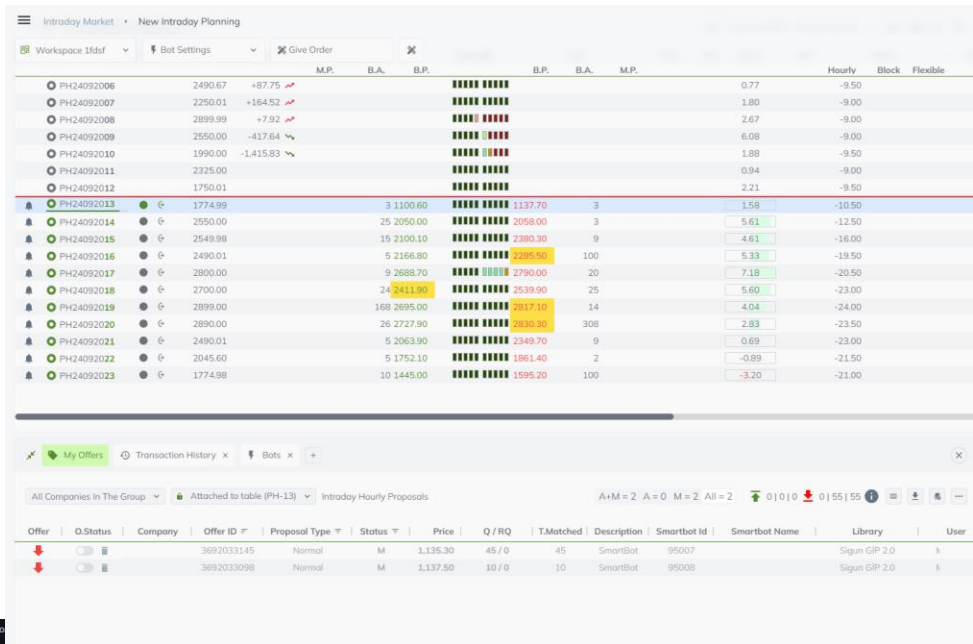 Intraday Market • New Intraday Planning
Workspace 1fdsf Bot Settings Give Order
M.P. B.A. B.P. B.P. B.A. M.P. Hourly Block Flexible
PH24092006 2490.67 +87.75 0.77 -9.50
PH24092007 2250.01 +164.52 1.80 -9.00
PH24092008 2899.99 +7.92 2.67 -9.00
PH24092009 2550.00 -417.64 6.08 -9.00
PH24092010 1990.00 -1,415.83 1.88 -9.50
PH24092011 2325.00 0.94 -9.00
PH24092012 1750.01 2.21 -9.50
PH24092013 1774.99 3 1100.60 1137.70 3 1.58 -10.50
PH24092014 2550.00 25 2050.00 2058.00 3 5.61 -12.50
PH24092015 2549.98 15 2100.10 2380.30 9 4.61 -16.00
PH24092016 2490.01 5 2166.80 2285.50 100 5.33 -19.50
PH24092017 2800.00 9 2688.70 2790.00 20 7.18 -20.50
PH24092018 2700.00 24 2411.90 2539.90 25 5.60 -23.00
PH24092019 2899.00 168 2695.00 2817.10 14 4.04 -24.00
PH24092020 2890.00 26 2727.90 2830.30 308 2.83 -23.50
PH24092021 2490.01 5 2063.90 2349.70 9 0.69 -23.00
PH24092022 2045.60 5 1752.10 1861.40 2 -0.89 -21.50
PH24092023 1774.98 10 1445.00 1595.20 100 -3.20 -21.00
My Offers Transaction History × Bots × +
All Companies In The Group Attached to table (PH-13) Intraday Hourly Proposals A+M = 2 A = 0 M = 2 All = 2 0 | 0 | 0 0 | 55 | 55
Offer O.Status Company Offer ID Proposal Type Status Price Q / RQ T.Matched Description Smartbot Id Smartbot Name Library User
3692033145 Normal M 1,135.30 45 / 0 45 SmartBot 95007 Sigun GİP 2.0
3692033098 Normal M 1,137.50 10 / 0 10 SmartBot 95008 Sigun GİP 2.0